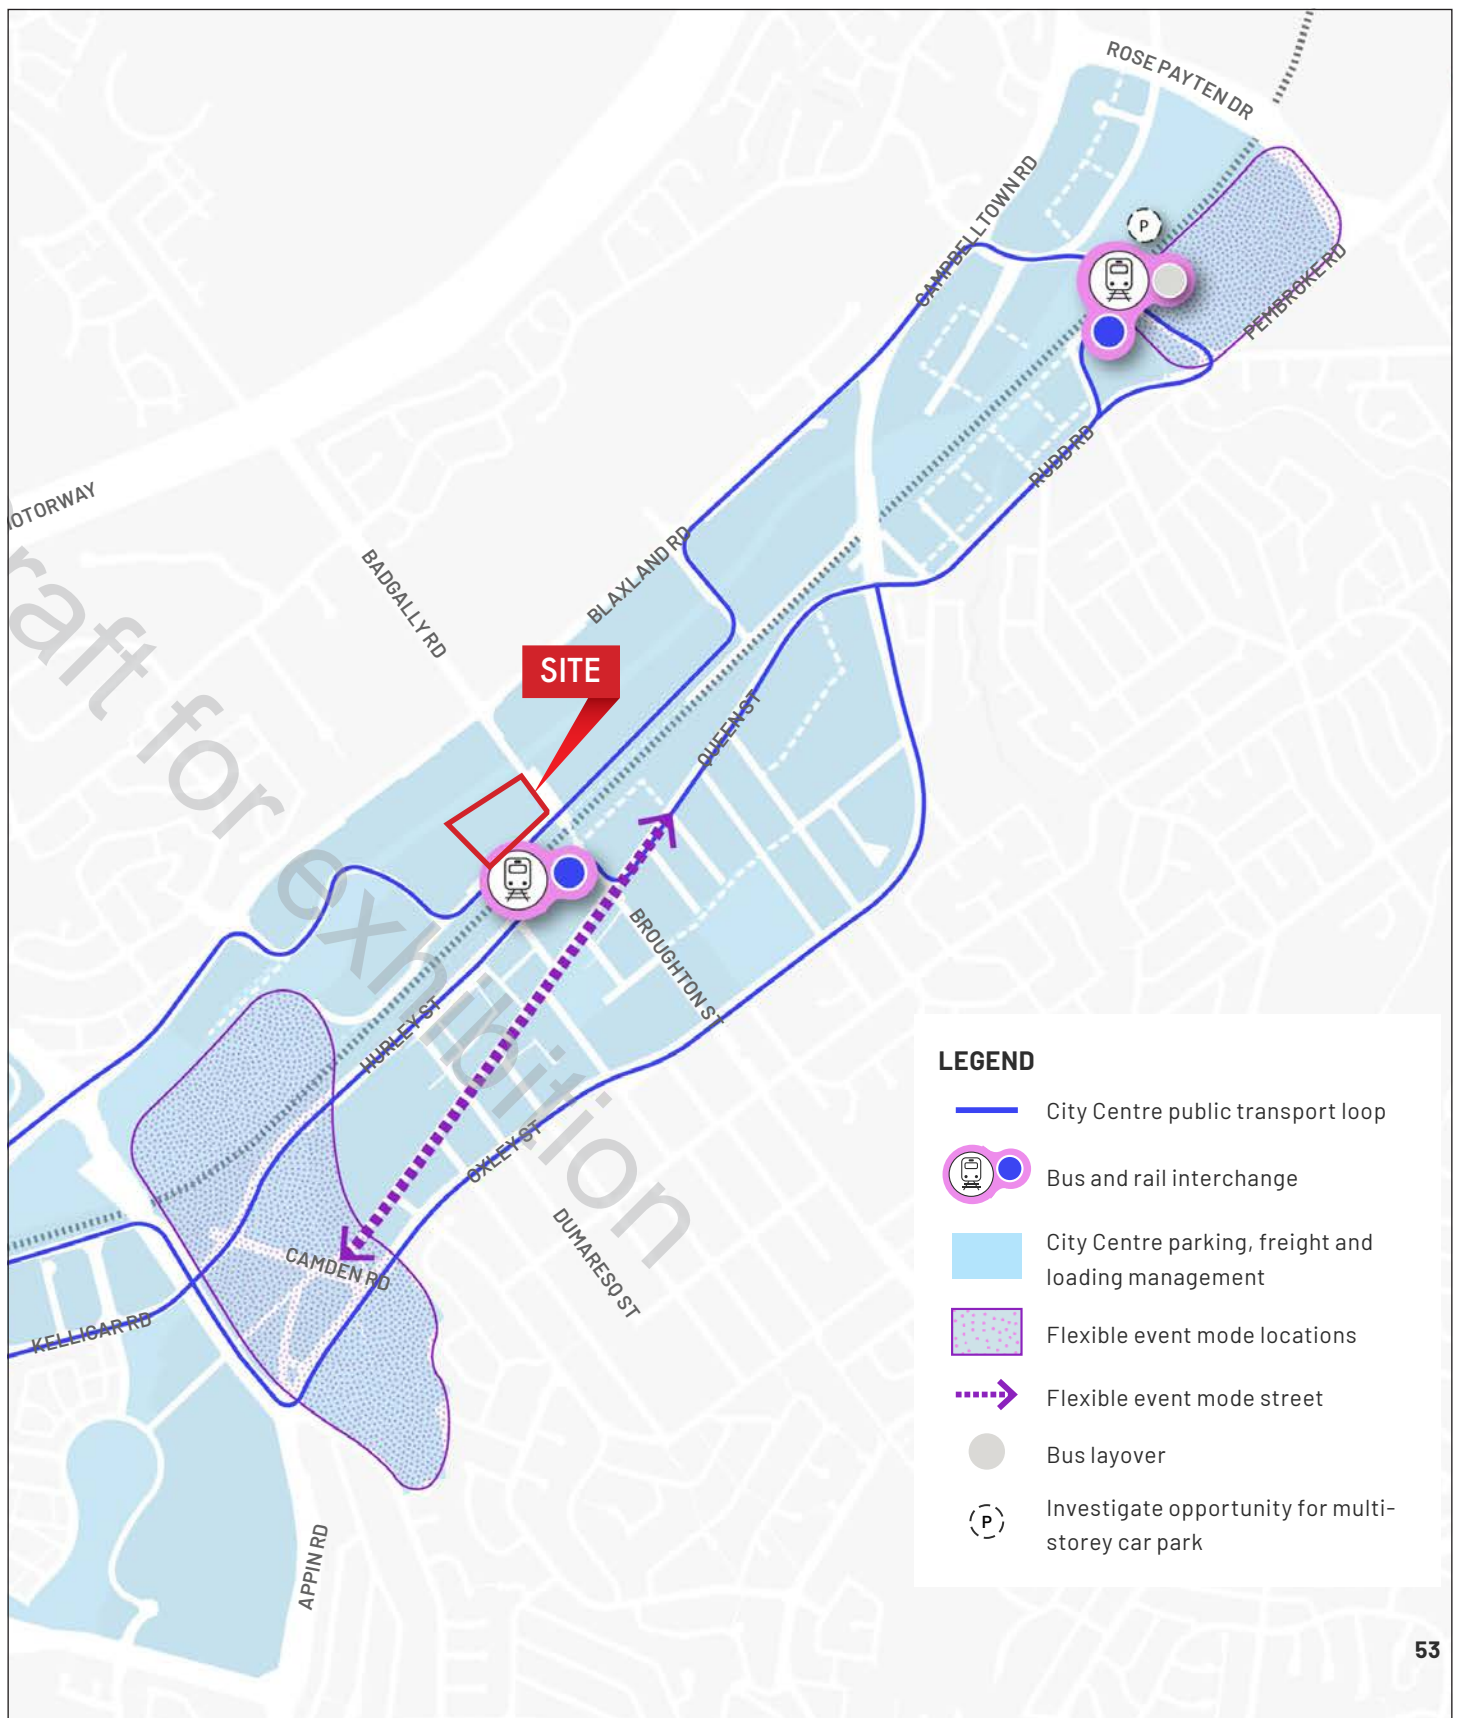 ROSE PAYTEN DR
CAMPBELLTOWN RD
P
PEMBROKE RD
RUDD RD
OTORWAY
BADGALLY RD
BLAXLAND RD
SITE
QUEEN ST
BROUGHTON ST
HURLEY ST
OXLEY ST
DUMARESQ ST
CAMDEN RD
KELLICAR RD
APPIN RD
raft for exhibition
LEGEND
City Centre public transport loop
Bus and rail interchange
City Centre parking, freight and
loading management
Flexible event mode locations
Flexible event mode street
Bus layover
P
Investigate opportunity for multi-
storey car park
53